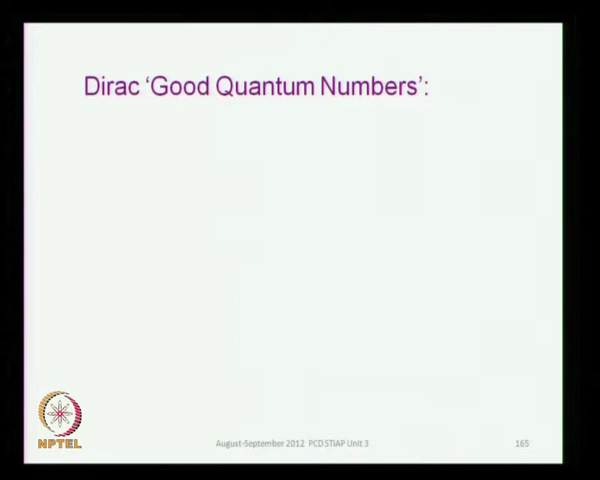 Dirac ‘Good Quantum Numbers’:
NPTEL
August-September 2012 PCD STIAP Unit 3
165